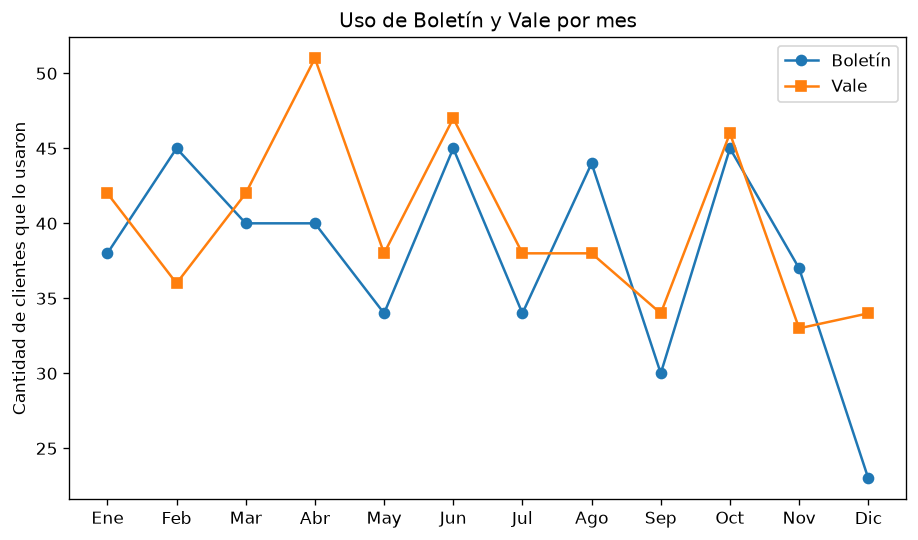 Uso de Boletín y Vale por mes
Boletín
Vale
Cantidad de clientes que lo usaron
50
45
40
35
30
25
Ene Feb Mar Abr May Jun Jul Ago Sep Oct Nov Dic